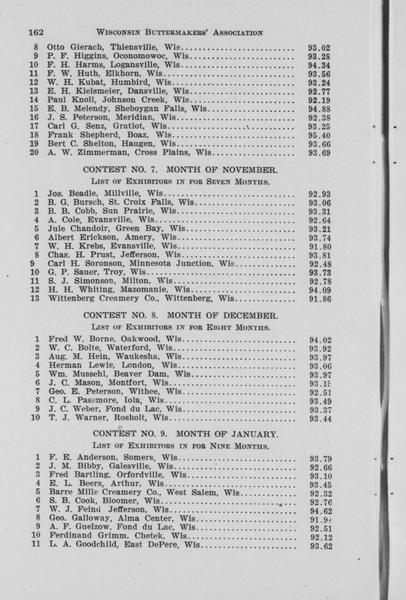 162 WISCONSIN BUTTERMAKERS' ASSOCIATION
8 Otto Gierach, Thiensville, Wis. 93.02
9 P. F. Higgins, Oconomowoc, Wis. 93.28
10 F. H. Harms, Logansville, Wis. 94.34
11 F. W. Huth, Elkhorn, Wis. 93.56
12 W. H. Kubat, Humbird, Wis. 93.24
13 E. H. Kielsmeier, Dansville, Wis. 92.77
14 Paul Knoll, Johnson Creek, Wis. 92.19
15 E. B. Melendy, Sheboygan Falls, Wis. 94.88
16 J. S. Peterson, Meridian, Wis. 92.38
17 Carl G. Senz, Gratiot, Wis. 93.25
18 Frank Shepherd, Boaz, Wis. 95.40
19 Bert C. Shelton, Haugen, Wis. 93.66
20 A. W. Zimmerman, Cross Plains, Wis. 93.69
CONTEST NO. 7. MONTH OF NOVEMBER.
LIST OF EXHIBITORS IN FOR SEVEN MONTHS.
1 Jos. Beadle, Millville, Wis. 92.93
2 B. G. Bursch, St. Croix Falls, Wis. 93.06
3 B. B. Cobb, Sun Prairie, Wis. 93.31
4 A. Cole, Evansville, Wis. 92.64
5 Jule Chandoir, Green Bay, Wis. 93.21
6 Albert Erickson, Amery, Wis. 93.74
7 W. H. Krebs, Evansville, Wis. 91.80
8 Chas. H. Prust, Jefferson, Wis. 93.81
9 Carl H. Soronson, Minnesota Junction, Wis. 92.48
10 G. P. Sauer, Troy, Wis. 93.73
11 S. J. Simonson, Milton, Wis. 92.78
12 H. H. Whiting, Mazomanie, Wis. 94.09
13 Wittenberg Creamery Co., Wittenberg, Wis. 91.86
CONTEST NO. 8. MONTH OF DECEMBER.
LIST OF EXHIBITORS IN FOR EIGHT MONTHS.
1 Fred W. Borne, Oakwood, Wis. 94.02
2 W. C. Bolte, Waterford, Wis. 93.92
3 Aug. M. Hein, Waukesha, Wis. 93.97
4 Herman Lewis, London, Wis. 93.06
5 Wm. Mussehl, Beaver Dam, Wis. 93.97
6 J. C. Mason, Montfort, Wis.
7 Geo. E. Peterson, Withee, Wis. 92.51
8 C. L. Passmore, Iola, Wis. 93.49
9 J. C. Weber, Fond du Lac, Wis. 93.37
10 T. J. Warner, Rosholt, Wis. 93.44
CONTEST NO. 9. MONTH OF JANUARY.
LIST OF EXHIBITORS IN FOR NINE MONTHS.
1 F. E. Anderson, Somers, Wis. 93.79
2 J. M. Bibby, Galesville, Wis. 92.66
3 Fred Bartling, Orfordville, Wis. 93.10
4 E. L. Beers, Arthur, Wis. 93.45
5 Barre Mills Creamery Co., West Salem, Wis. 92.32
6 S. B. Cook, Bloomer, Wis. 92.76
7 W. J. Feind Jefferson, Wis. 94.62
8 Geo. Galloway, Alma Center, Wis.
9 A. F. Guelzow, Fond du Lac, Wis. 92.51
10 Ferdinand Grimm, Chetek, Wis. 92.12
11 L. A. Goodchild, East DePere, Wis. 93.62